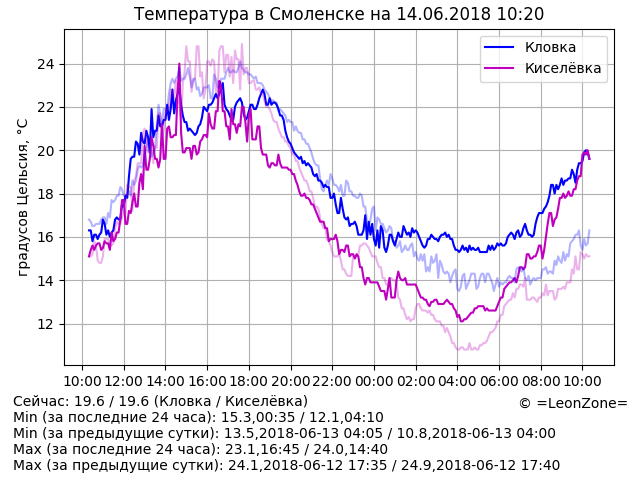 Температура в Смоленске на 14.06.2018 10:20
Кловка
Киселёвка
градусов Цельсия, °C
24
22
20
18
16
14
12
10:00 12:00 14:00 16:00 18:00 20:00 22:00 00:00 02:00 04:00 06:00 08:00 10:00
Сейчас: 19.6 / 19.6 (Кловка / Киселёвка)
© =LeonZone=
Min (за последние 24 часа): 15.3,00:35 / 12.1,04:10
Min (за предыдущие сутки): 13.5,2018-06-13 04:05 / 10.8,2018-06-13 04:00
Max (за последние 24 часа): 23.1,16:45 / 24.0,14:40
Max (за предыдущие сутки): 24.1,2018-06-12 17:35 / 24.9,2018-06-12 17:40